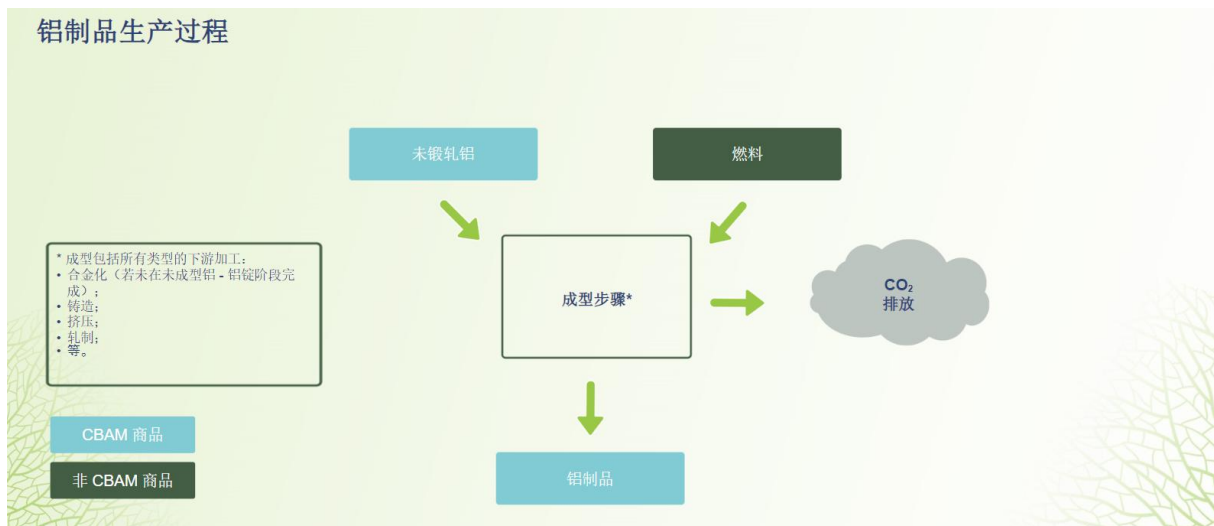 铝制品生产过程
未锻轧铝
燃料
* 成型包括所有类型的下游加工：
• 合金化（若未在未成型铝 - 铝锭阶段完
成）；
• 铸造；
• 挤压；
• 轧制；
• 等。
成型步骤*
CO₂
排放
CBAM 商品
非 CBAM 商品
铝制品